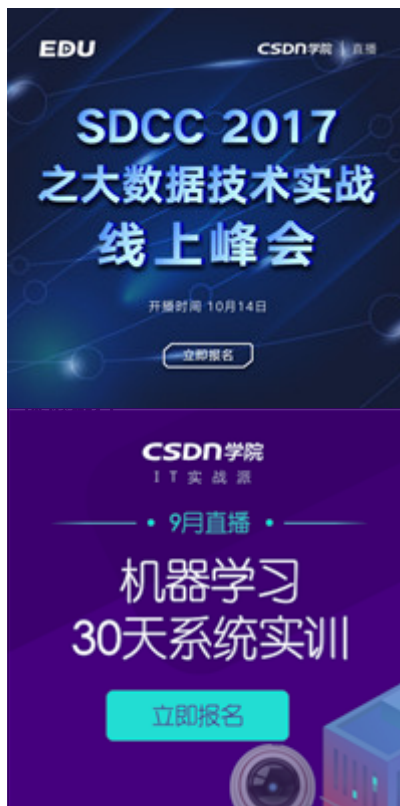 EDU
CSDN学院 | 直播
SDCC 2017
之大数据技术实战
线上峰会
开播时间 10月14日
立即报名
CSDN学院
IT实战派
• 9月直播 •
机器学习
30天系统实训
立即报名